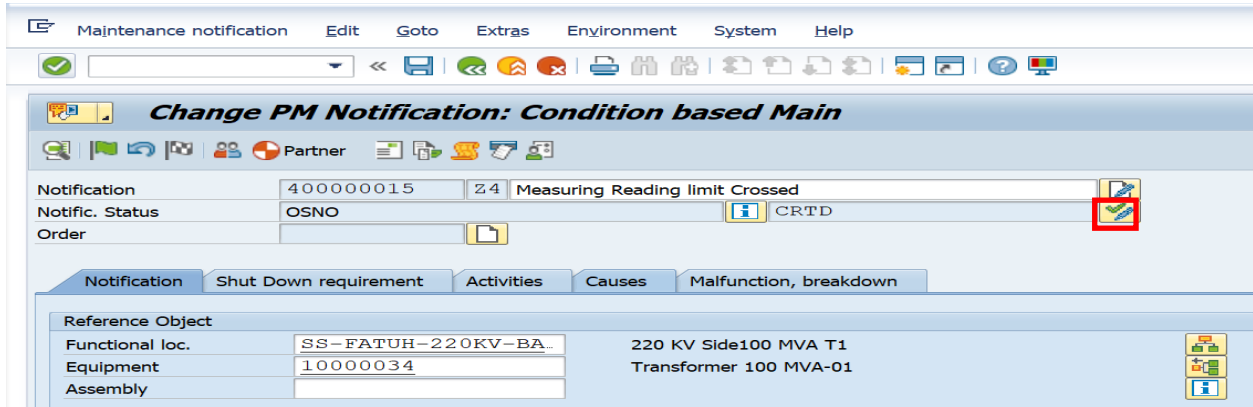 Maintenance notification Edit Goto Extras Environment System Help
Change PM Notification: Condition based Main
Partner
Notification 400000015 Z4 Measuring Reading limit Crossed
Notific. Status OSNO CRTD
Order
Notification Shut Down requirement Activities Causes Malfunction, breakdown
Reference Object
Functional loc. SS-FATUH-220KV-BA… 220 KV Side100 MVA T1
Equipment 10000034 Transformer 100 MVA-01
Assembly